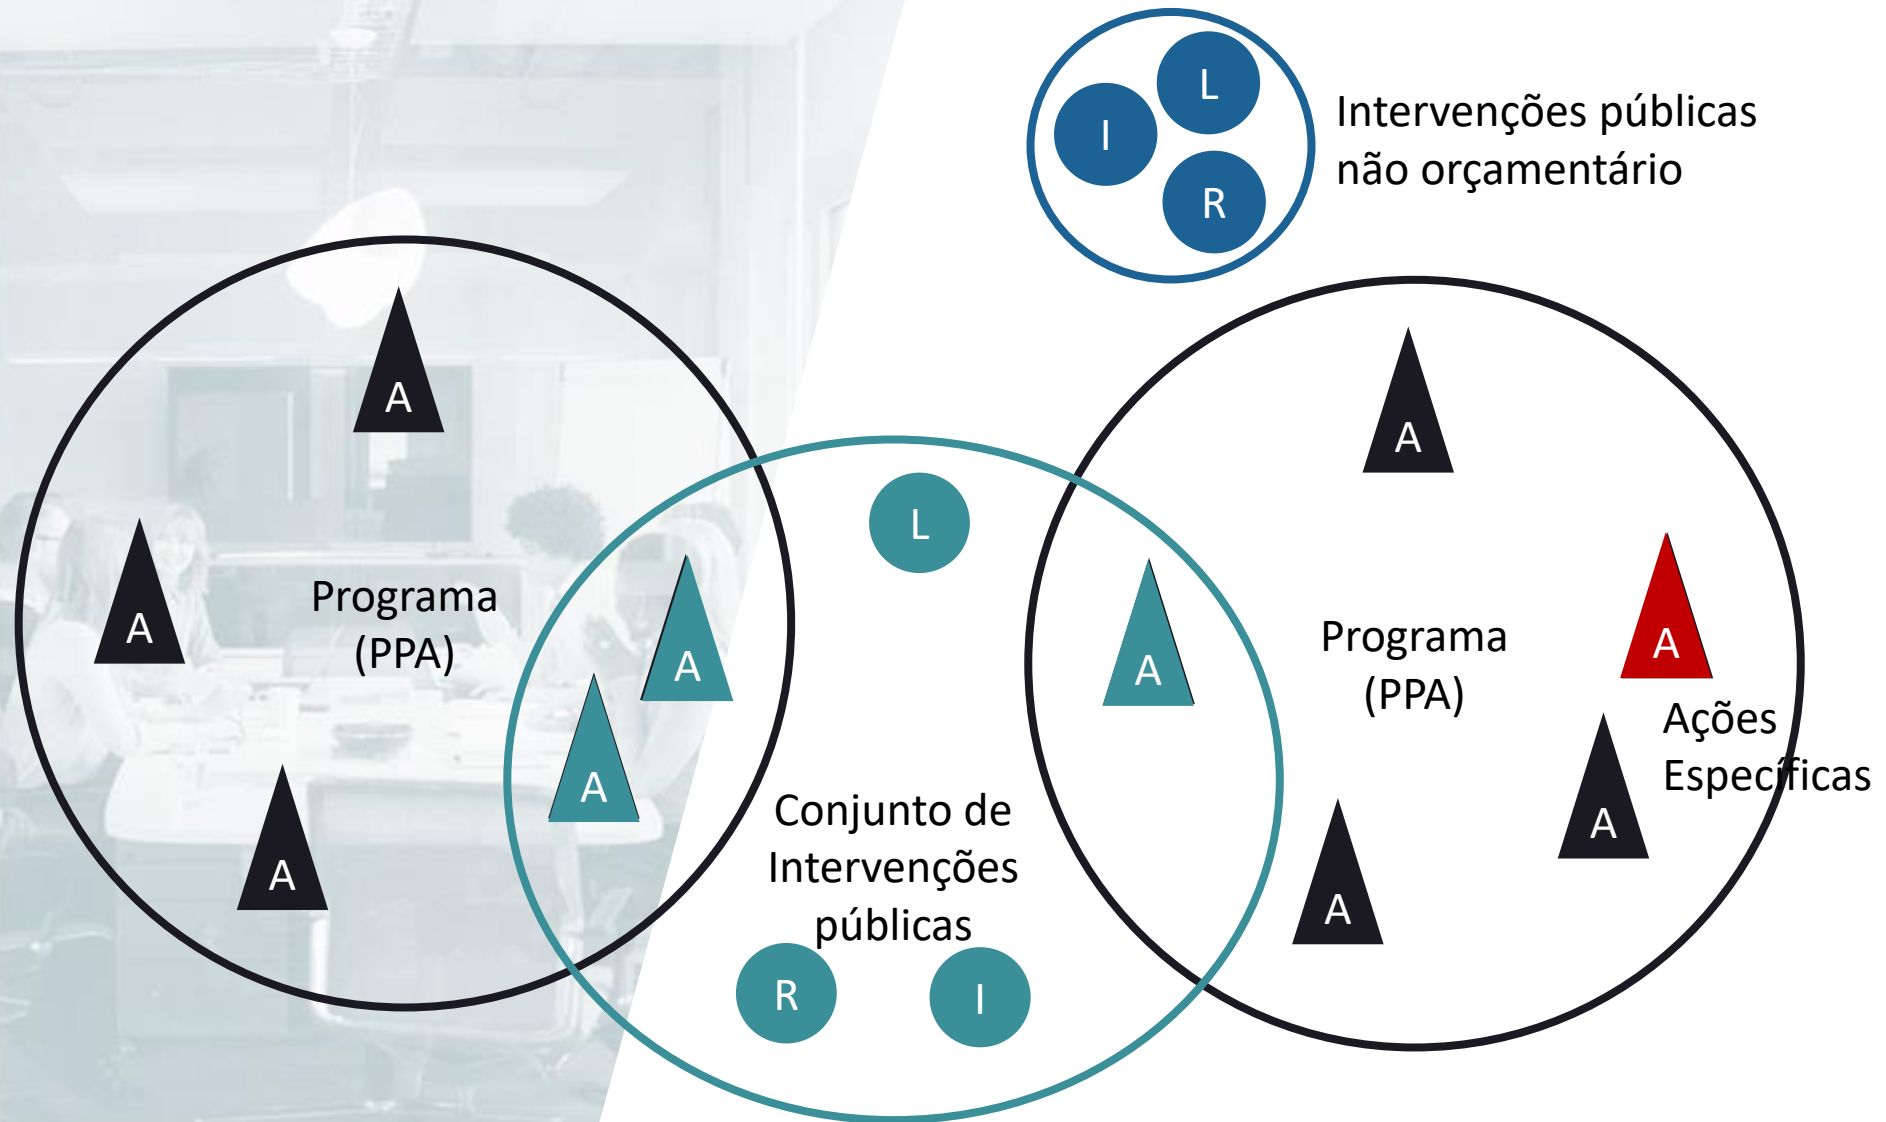 L
I
R
Intervenções públicas
não orçamentário
A
A
Programa
(PPA)
A
A
A
L
Conjunto de
Intervenções
públicas
R
I
A
A
Programa
(PPA)
A
Ações
Específicas
A
A